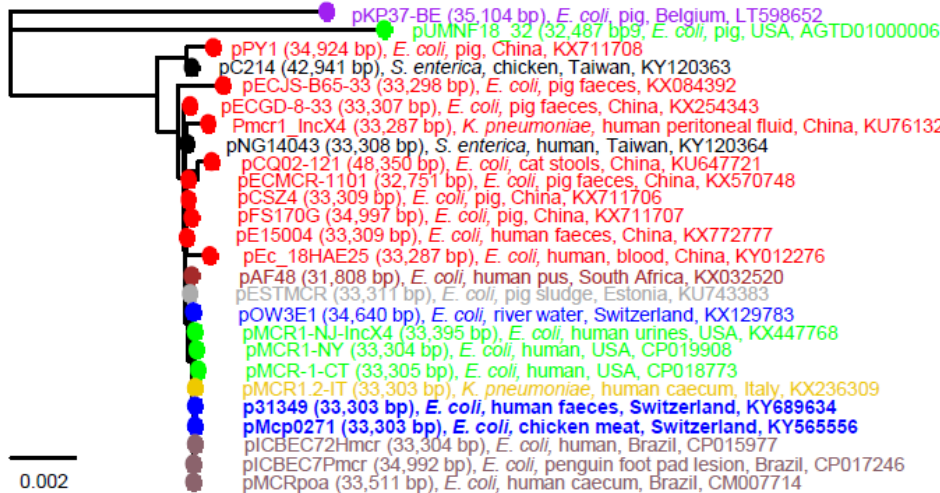 pKP37-BE (35,104 bp), E. coli, pig, Belgium, LT598652
pUMNF18_32 (32,487 bp9, E. coli, pig, USA, AGTD01000006
pPY1 (34,924 bp), E. coli, pig, China, KX711708
pC214 (42,941 bp), S. enterica, chicken, Taiwan, KY120363
pECJS-B65-33 (33,298 bp), E. coli, pig faeces, China, KX084392
pECGD-8-33 (33,307 bp), E. coli, pig faeces, China, KX254343
Pmcr1_IncX4 (33,287 bp), K. pneumoniae, human peritoneal fluid, China, KU76132
pNG14043 (33,308 bp), S. enterica, human, Taiwan, KY120364
pCQ02-121 (48,350 bp), E. coli, cat stools, China, KU647721
pECMCR-1101 (32,751 bp), E. coli, pig faeces, China, KX570748
pCSZ4 (33,309 bp), E. coli, pig, China, KX711706
pFS170G (34,997 bp), E. coli, pig, China, KX711707
pE15004 (33,309 bp), E. coli, human faeces, China, KX772777
pEc_18HAE25 (33,287 bp), E. coli, human, blood, China, KY012276
pAF48 (31,808 bp), E. coli, human pus, South Africa, KX032520
pESTMCR (33,311 bp), E. coli, pig sludge, Estonia, KU743383
pOW3E1 (34,640 bp), E. coli, river water, Switzerland, KX129783
pMCR1-NJ-IncX4 (33,395 bp), E. coli, human urines, USA, KX447768
pMCR1-NY (33,304 bp), E. coli, human, USA, CP019908
pMCR-1-CT (33,305 bp), E. coli, human, USA, CP018773
pMCR1.2-IT (33,303 bp), K. pneumoniae, human caecum, Italy, KX236309
p31349 (33,303 bp), E. coli, human faeces, Switzerland, KY689634
pMcp0271 (33,303 bp), E. coli, chicken meat, Switzerland, KY565556
pICBEC72Hmcr (33,304 bp), E. coli, human, Brazil, CP015977
pICBEC7Pmcr (34,992 bp), E. coli, penguin foot pad lesion, Brazil, CP017246
pMCRpoa (33,511 bp), E. coli, human caecum, Brazil, CM007714
0.002